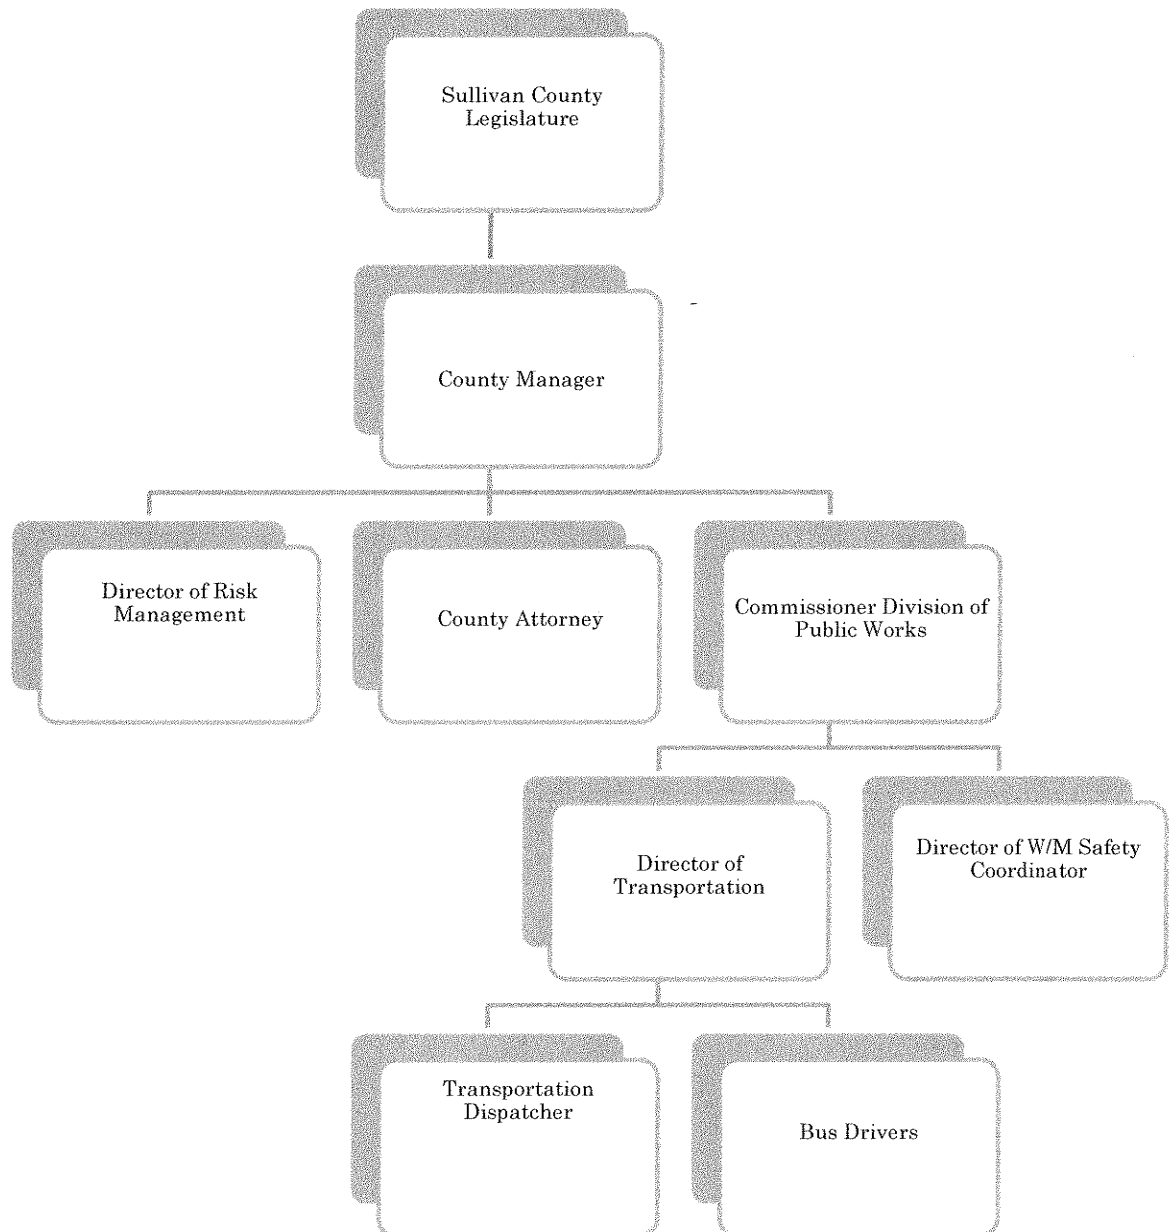 Sullivan County
Legislature
County Manager
Director of Risk
Management
County Attorney
Commissioner Division of
Public Works
Director of
Transportation
Director of W/M Safety
Coordinator
Transportation
Dispatcher
Bus Drivers